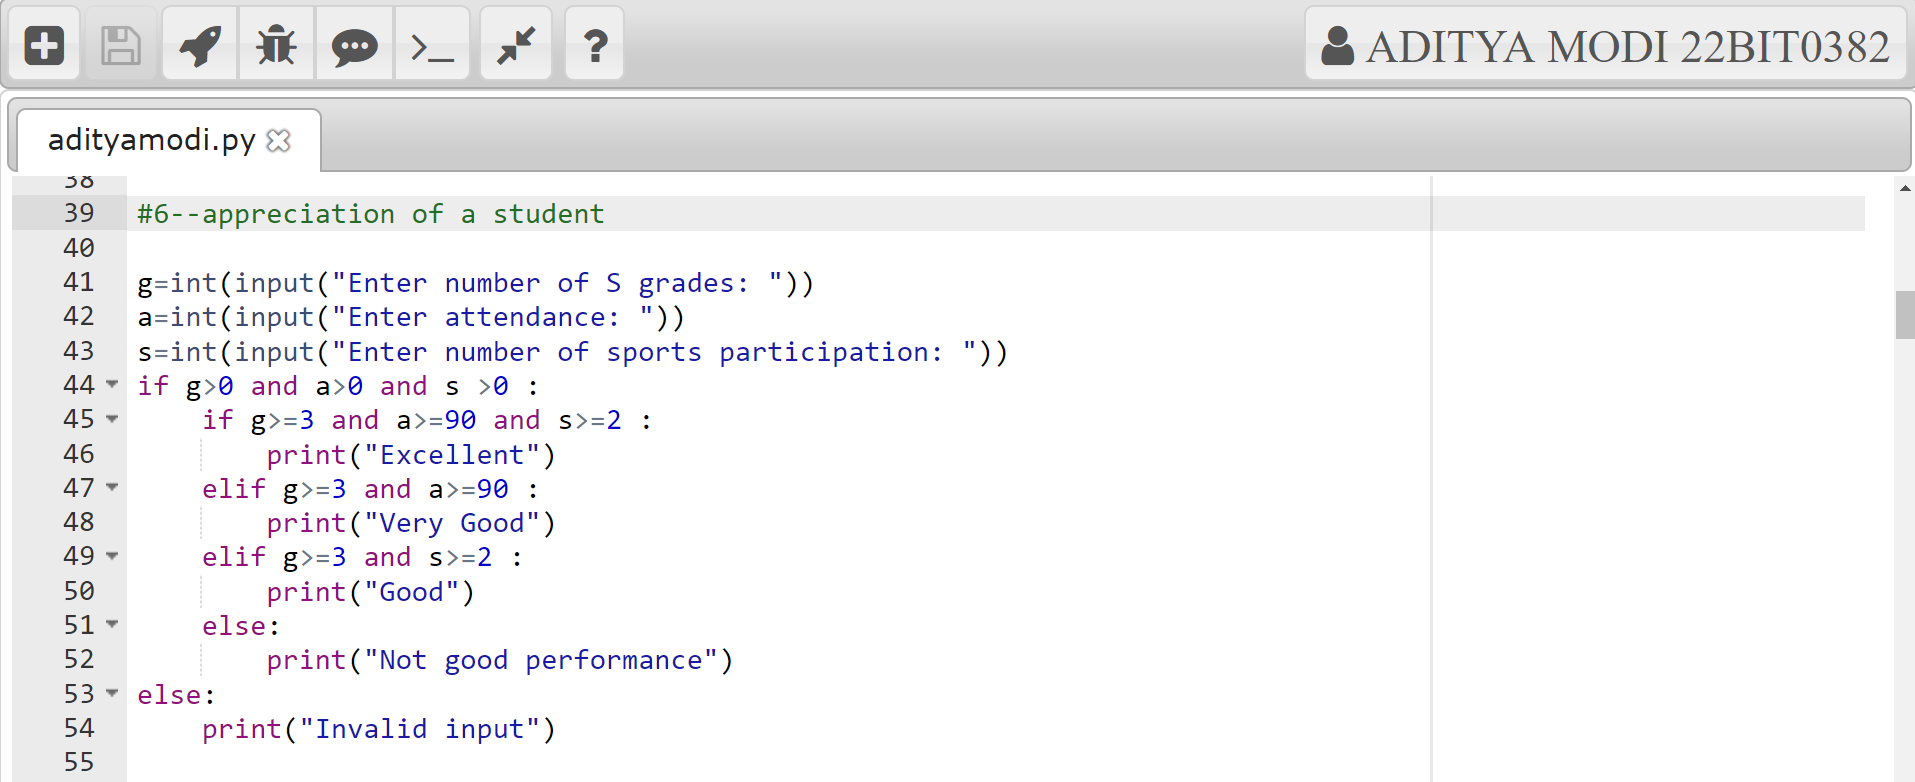 ADITYA MODI 22BIT0382
adityamodi.py
38
39 #6--appreciation of a student
40
41 g=int(input("Enter number of S grades: "))
42 a=int(input("Enter attendance: "))
43 s=int(input("Enter number of sports participation: "))
44 if g>0 and a>0 and s >0 :
45     if g>=3 and a>=90 and s>=2 :
46         print("Excellent")
47     elif g>=3 and a>=90 :
48         print("Very Good")
49     elif g>=3 and s>=2 :
50         print("Good")
51     else:
52         print("Not good performance")
53 else:
54     print("Invalid input")
55